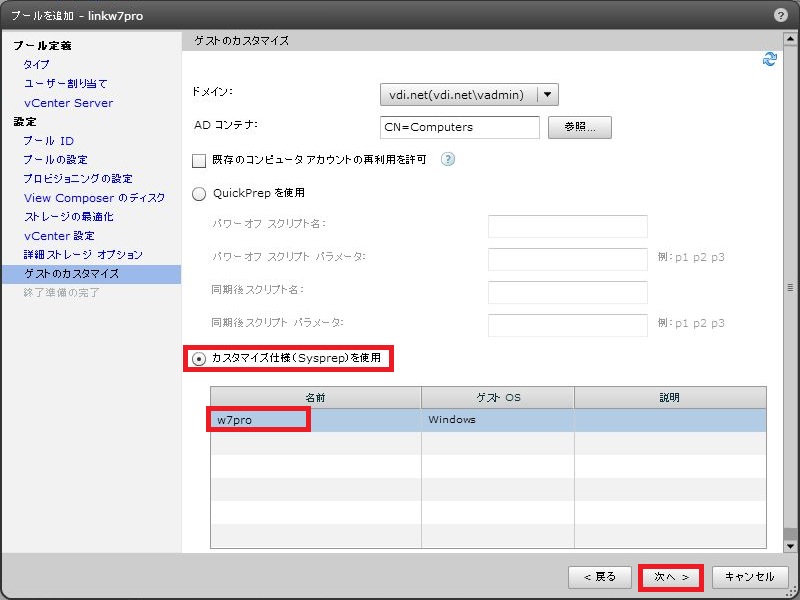 プールを追加 - linkw7pro
?
プール定義
タイプ
ユーザー割り当て
vCenter Server
設定
プール ID
プールの設定
プロビジョニングの設定
View Composer のディスク
ストレージの最適化
vCenter 設定
詳細ストレージ オプション
ゲストのカスタマイズ
終了準備の完了
ゲストのカスタマイズ
ドメイン:
vdi.net(vdi.net\vadmin)
AD コンテナ:
CN=Computers
参照...
既存のコンピュータ アカウントの再利用を許可 ?
QuickPrep を使用
パワーオフ スクリプト名:
パワーオフ スクリプト パラメータ: 例: p1 p2 p3
同期後スクリプト名:
同期後スクリプト パラメータ: 例: p1 p2 p3
カスタマイズ仕様(Sysprep)を使用
名前 ゲスト OS 説明
w7pro Windows
< 戻る 次へ > キャンセル